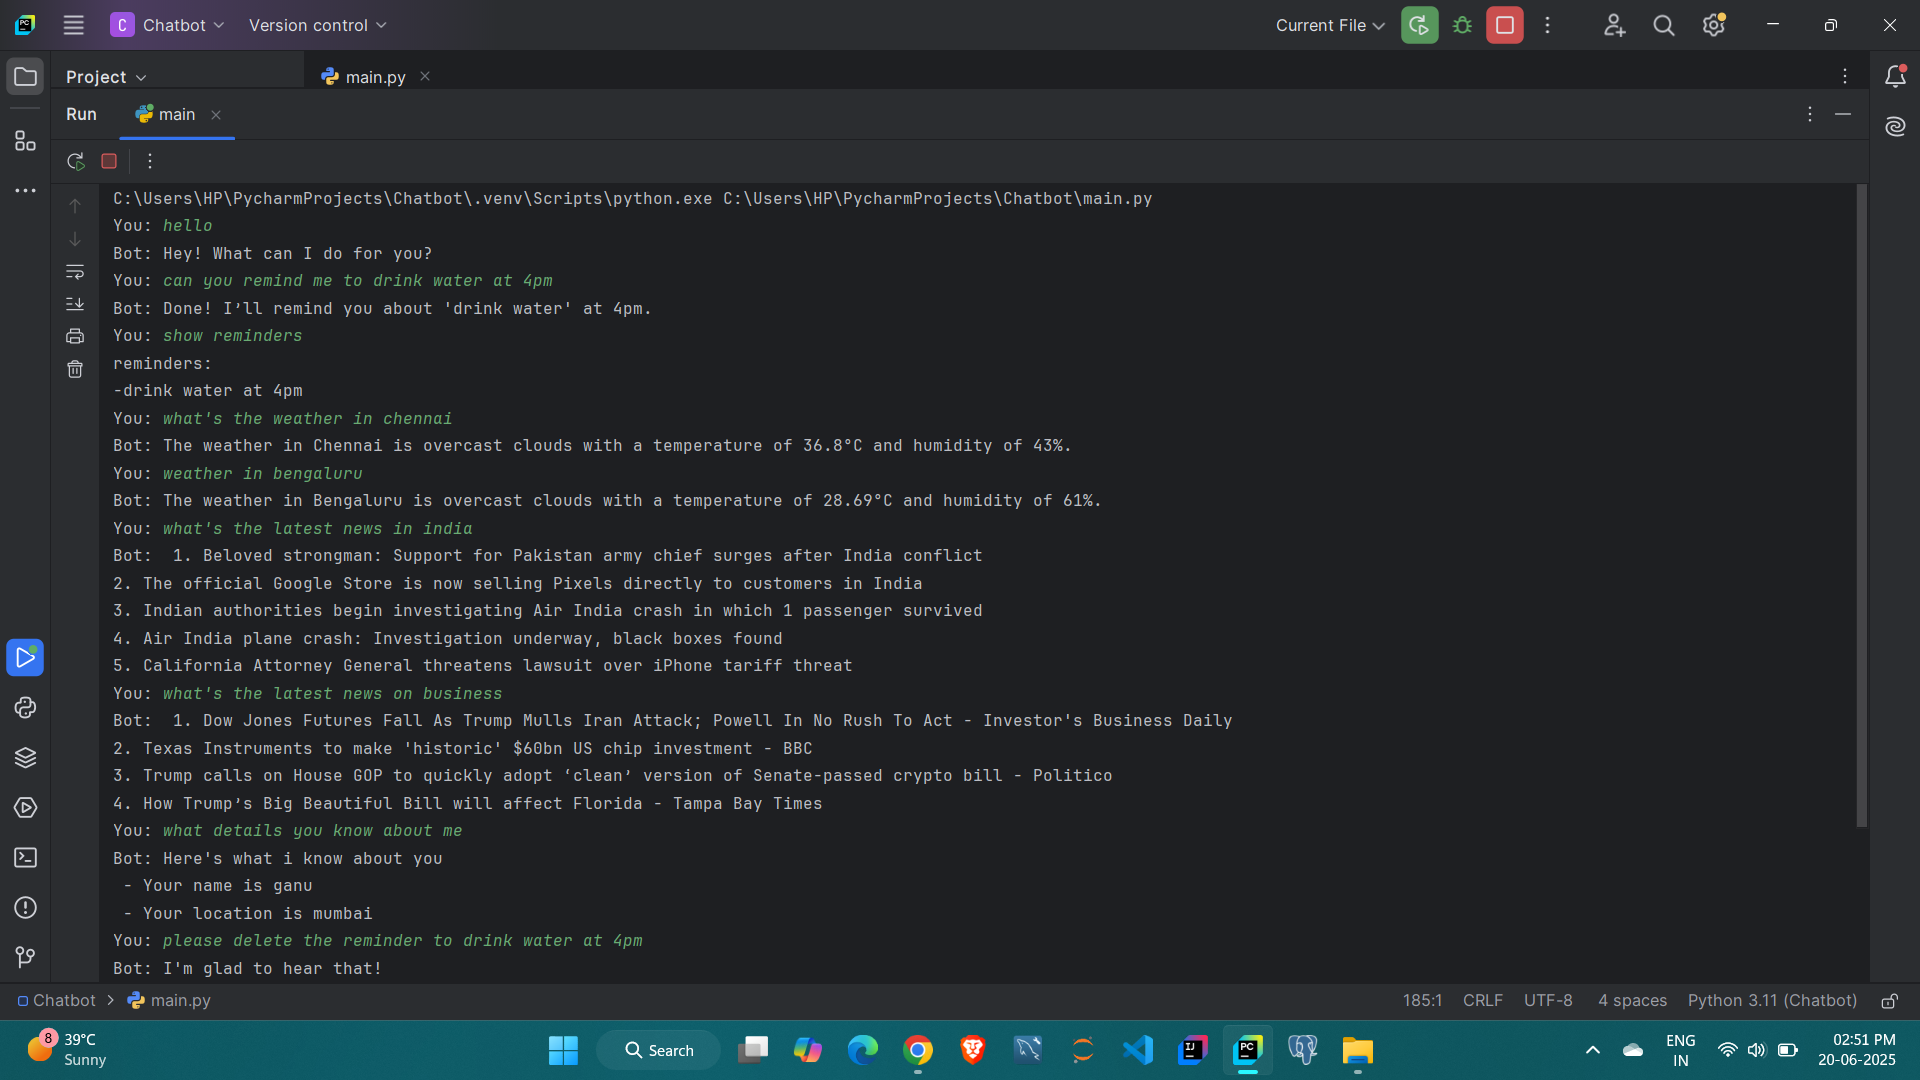 C Chatbot Version control Current File
Project main.py
Run main
C:\Users\HP\PycharmProjects\Chatbot\.venv\Scripts\python.exe C:\Users\HP\PycharmProjects\Chatbot\main.py
You: hello
Bot: Hey! What can I do for you?
You: can you remind me to drink water at 4pm
Bot: Done! I’ll remind you about 'drink water' at 4pm.
You: show reminders
reminders:
-drink water at 4pm
You: what's the weather in chennai
Bot: The weather in Chennai is overcast clouds with a temperature of 36.8°C and humidity of 43%.
You: weather in bengaluru
Bot: The weather in Bengaluru is overcast clouds with a temperature of 28.69°C and humidity of 61%.
You: what's the latest news in india
Bot:  1. Beloved strongman: Support for Pakistan army chief surges after India conflict
2. The official Google Store is now selling Pixels directly to customers in India
3. Indian authorities begin investigating Air India crash in which 1 passenger survived
4. Air India plane crash: Investigation underway, black boxes found
5. California Attorney General threatens lawsuit over iPhone tariff threat
You: what's the latest news on business
Bot:  1. Dow Jones Futures Fall As Trump Mulls Iran Attack; Powell In No Rush To Act - Investor's Business Daily
2. Texas Instruments to make 'historic' $60bn US chip investment - BBC
3. Trump calls on House GOP to quickly adopt ‘clean’ version of Senate-passed crypto bill - Politico
4. How Trump’s Big Beautiful Bill will affect Florida - Tampa Bay Times
You: what details you know about me
Bot: Here's what i know about you
 - Your name is ganu
 - Your location is mumbai
You: please delete the reminder to drink water at 4pm
Bot: I'm glad to hear that!
Chatbot > main.py 185:1 CRLF UTF-8 4 spaces Python 3.11 (Chatbot)
8 39°C
Sunny
Search
IJ
PC
ENG
IN
02:51 PM
20-06-2025